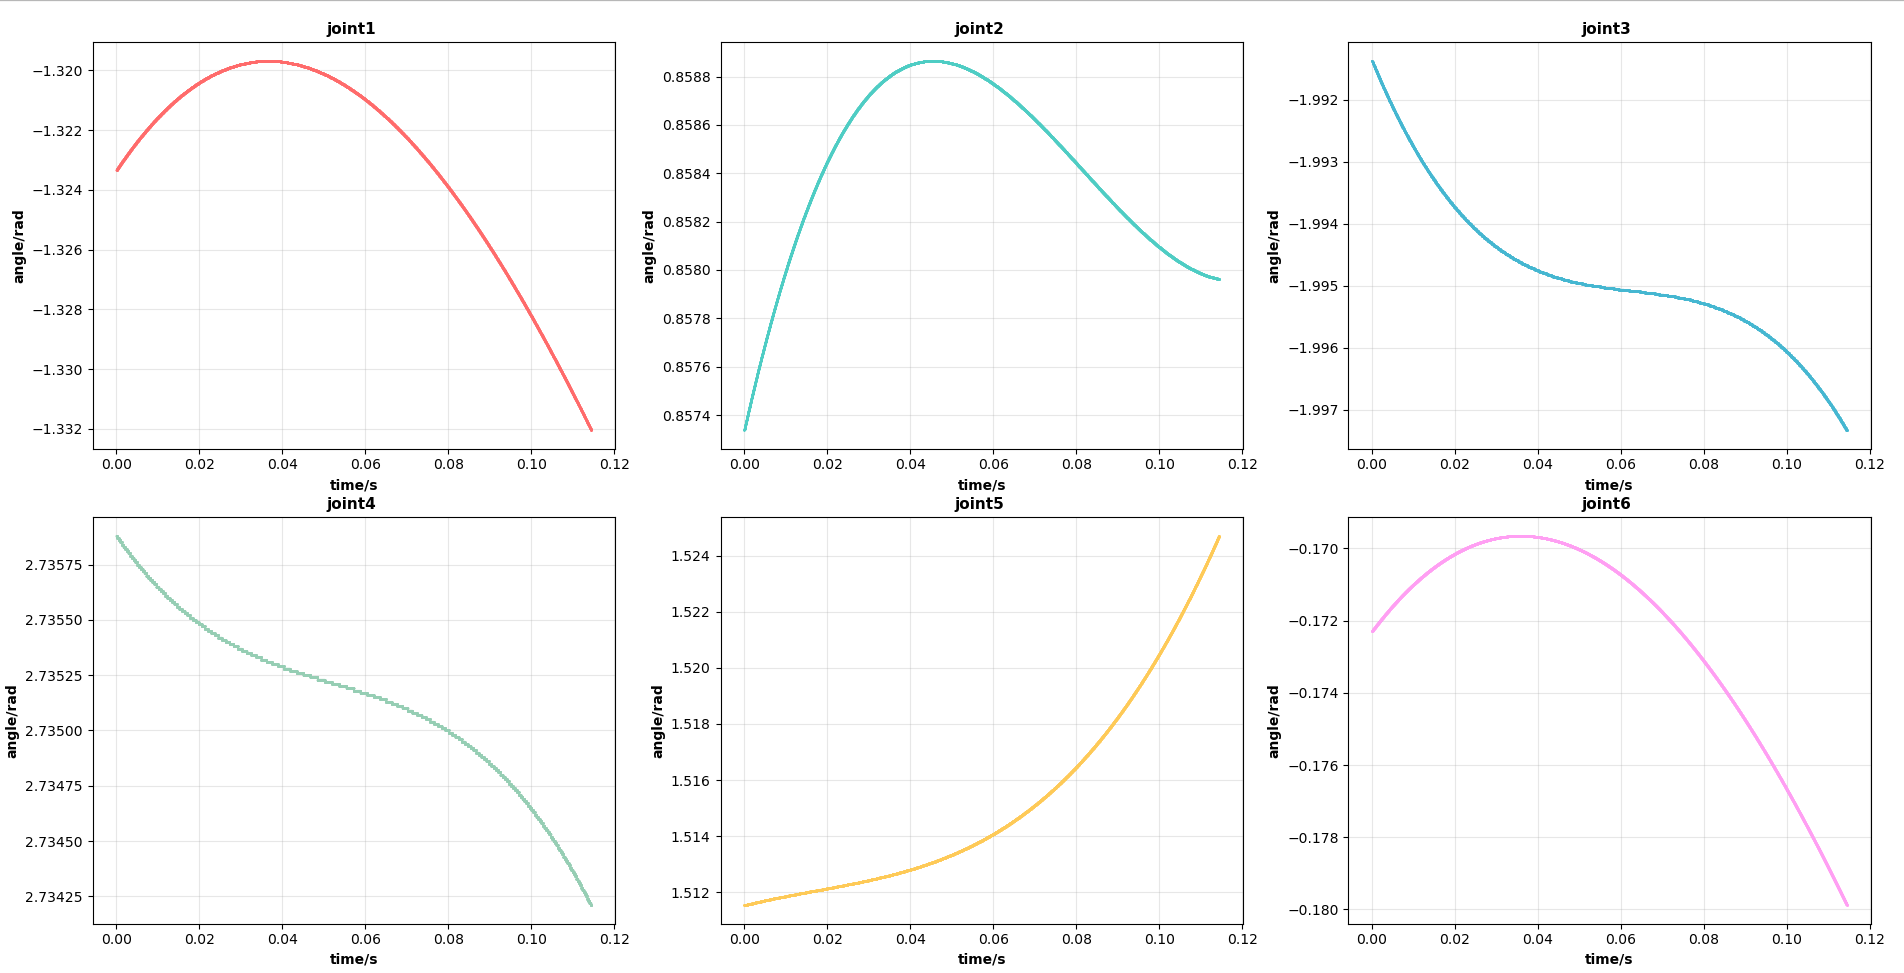 joint1
angle/rad
−1.320
−1.322
−1.324
−1.326
−1.328
−1.330
−1.332
0.00 0.02 0.04 0.06 0.08 0.10 0.12
time/s
joint2
angle/rad
0.8588
0.8586
0.8584
0.8582
0.8580
0.8578
0.8576
0.8574
0.00 0.02 0.04 0.06 0.08 0.10 0.12
time/s
joint3
angle/rad
−1.992
−1.993
−1.994
−1.995
−1.996
−1.997
0.00 0.02 0.04 0.06 0.08 0.10 0.12
time/s
joint4
angle/rad
2.73575
2.73550
2.73525
2.73500
2.73475
2.73450
2.73425
0.00 0.02 0.04 0.06 0.08 0.10 0.12
time/s
joint5
angle/rad
1.524
1.522
1.520
1.518
1.516
1.514
1.512
0.00 0.02 0.04 0.06 0.08 0.10 0.12
time/s
joint6
angle/rad
−0.170
−0.172
−0.174
−0.176
−0.178
−0.180
0.00 0.02 0.04 0.06 0.08 0.10 0.12
time/s